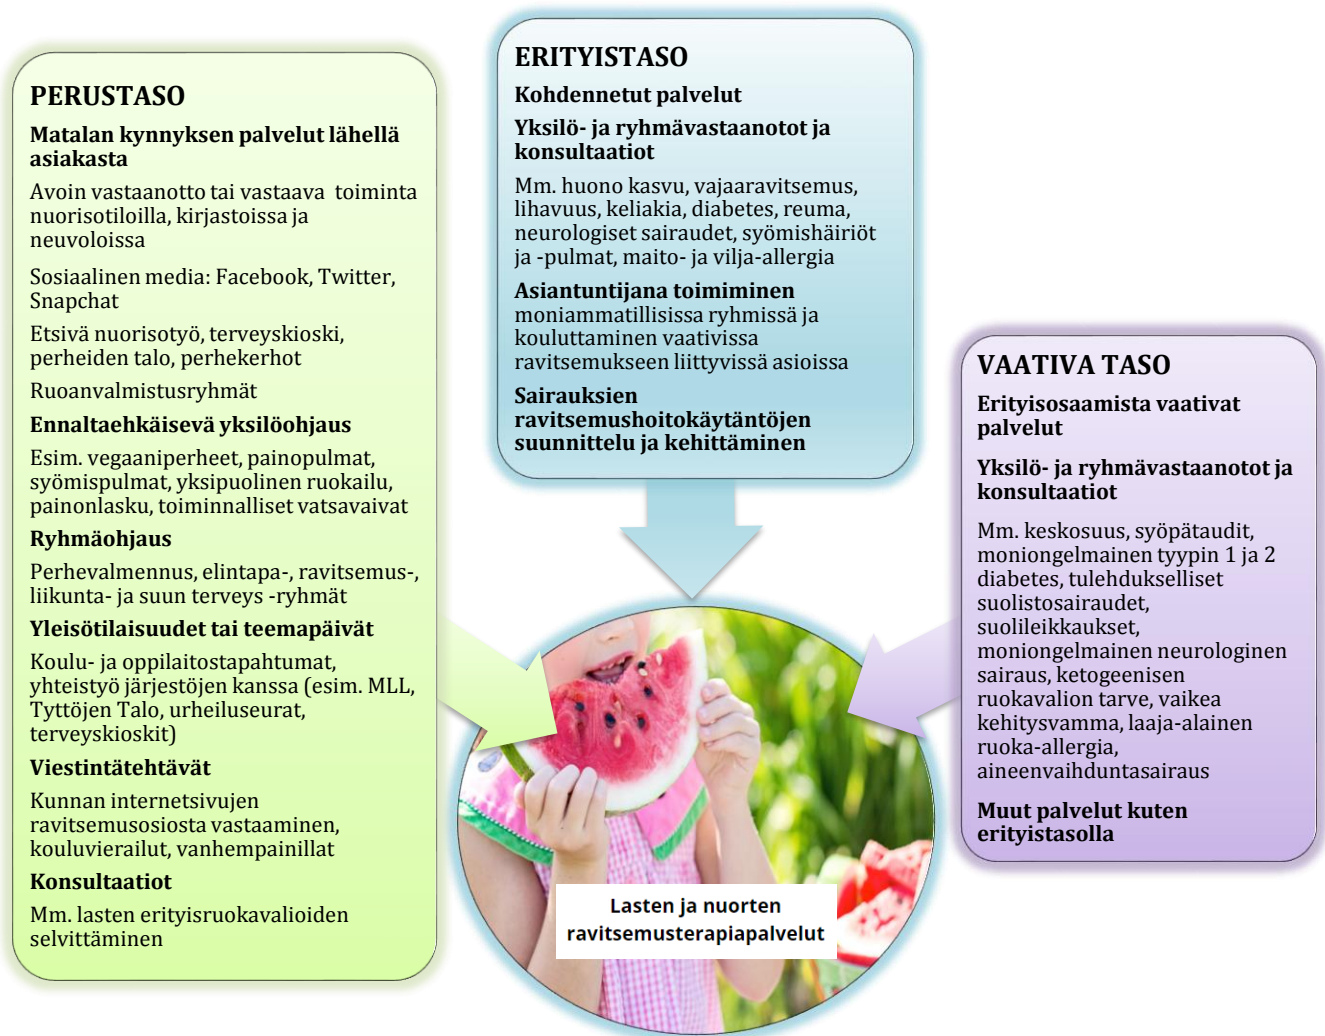 PERUSTASO
Matalan kynnyksen palvelut lähellä
asiakasta
Avoin vastaanotto tai vastaava toiminta
nuorisotiloilla, kirjastoissa ja
neuvoloissa
Sosiaalinen media: Facebook, Twitter,
Snapchat
Etsivä nuorisotyö, terveyskioski,
perheiden talo, perhekerhot
Ruoanvalmistusryhmät
Ennaltaehkäisevä yksilöohjaus
Esim. vegaaniperheet, painopulmat,
syömispulmat, yksipuolinen ruokailu,
painonlasku, toiminnalliset vatsavaivat
Ryhmäohjaus
Perhevalmennus, elintapa-, ravitsemus-,
liikunta- ja suun terveys -ryhmät
Yleisötilaisuudet tai teemapäivät
Koulu- ja oppilaitostapahtumat,
yhteistyö järjestöjen kanssa (esim. MLL,
Tyttöjen Talo, urheiluseurat,
terveyskioskit)
Viestintätehtävät
Kunnan internetsivujen
ravitsemusosiosta vastaaminen,
kouluvierailut, vanhempainillat
Konsultaatiot
Mm. lasten erityisruokavalioiden
selvittäminen
ERITYISTASO
Kohdennetut palvelut
Yksilö- ja ryhmävastaanotot ja
konsultaatiot
Mm. huono kasvu, vajaaravitsemus,
lihavuus, keliakia, diabetes, reuma,
neurologiset sairaudet, syömishäiriöt
ja -pulmat, maito- ja vilja-allergia
Asiantuntijana toimiminen
moniammatillisissa ryhmissä ja
kouluttaminen vaativissa
ravitsemukseen liittyvissä asioissa
Sairauksien
ravitsemushoitokäytäntöjen
suunnittelu ja kehittäminen
VAATIVA TASO
Erityisosaamista vaativat
palvelut
Yksilö- ja ryhmävastaanotot ja
konsultaatiot
Mm. keskosuus, syöpätaudit,
moniongelmainen tyypin 1 ja 2
diabetes, tulehdukselliset
suolistosairaudet,
suolileikkaukset,
moniongelmainen neurologinen
sairaus, ketogeenisen
ruokavalion tarve, vaikea
kehitysvamma, laaja-alainen
ruoka-allergia,
aineenvaihduntasairaus
Muut palvelut kuten
erityistasolla
Lasten ja nuorten
ravitsemusterapiapalvelut